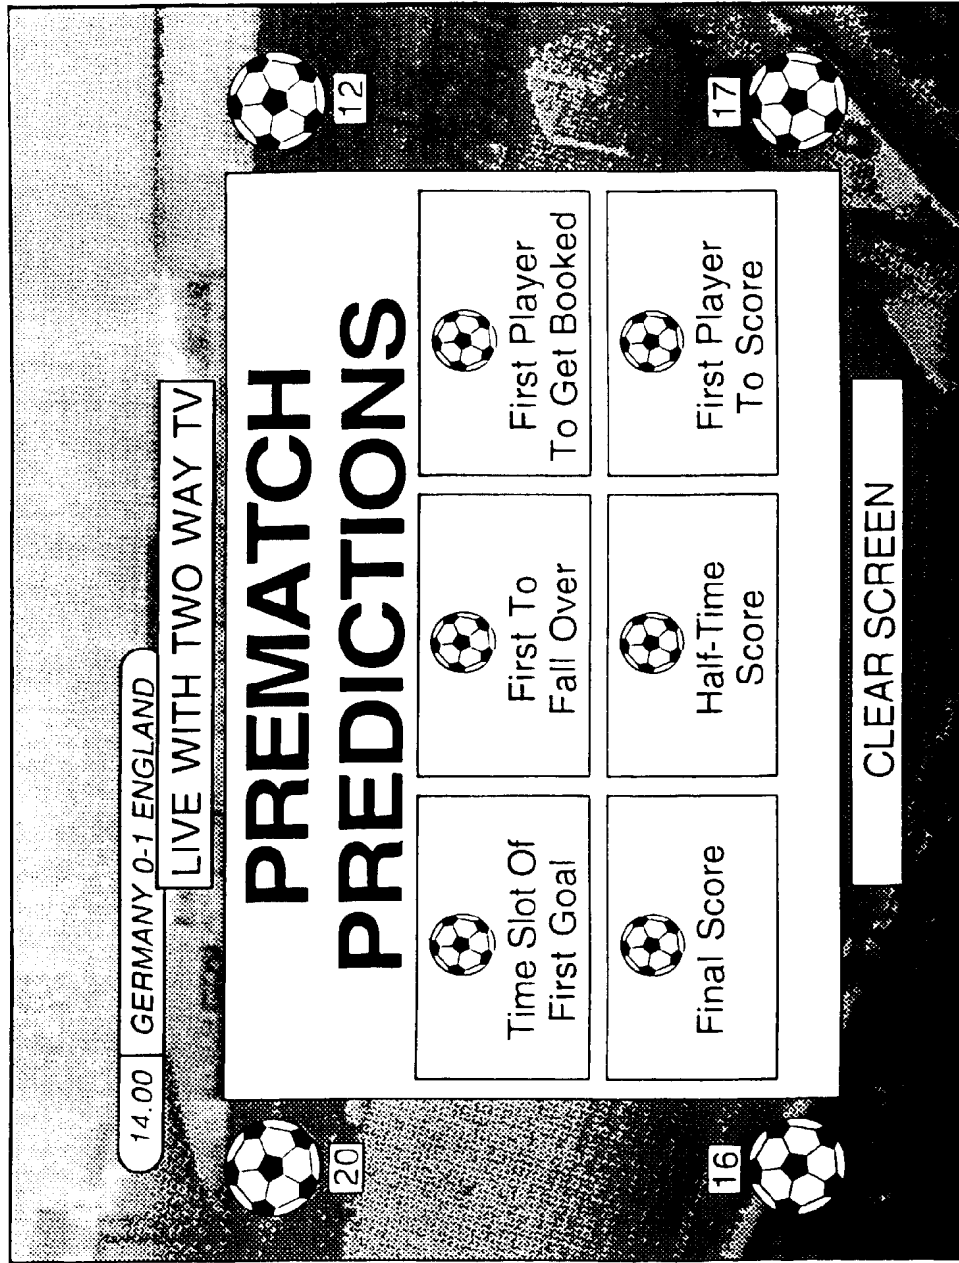 14.00 GERMANY 0-1 ENGLAND
LIVE WITH TWO WAY TV
20
12
PREMATCH
PREDICTIONS
Time Slot Of
First Goal
First To
Fall Over
First Player
To Get Booked
Final Score
Half-Time
Score
First Player
To Score
16
17
CLEAR SCREEN